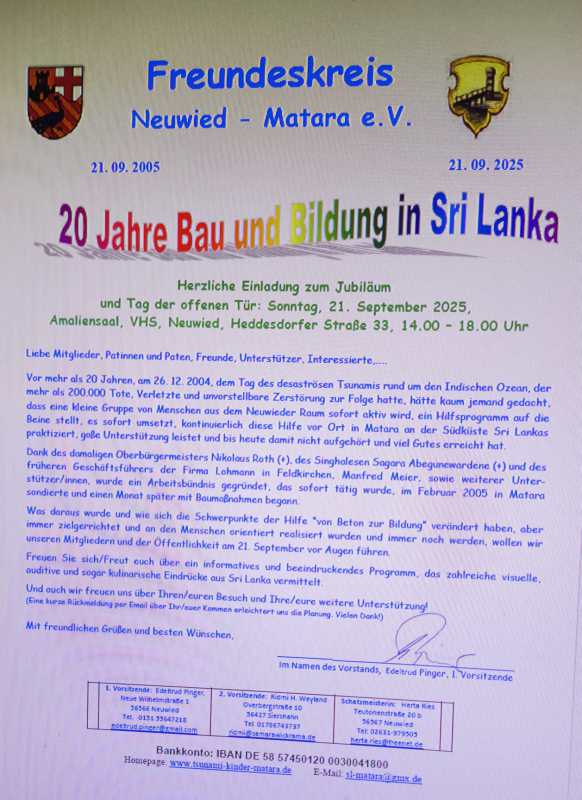 Freundeskreis
Neuwied - Matara e.V.
21. 09. 2005
21. 09. 2025
20 Jahre Bau und Bildung in Sri Lanka
Herzliche Einladung zum Jubiläum
und Tag der offenen Tür: Sonntag, 21. September 2025,
Amaliensaal, VHS, Neuwied, Heddesdorfer Straße 33, 14.00 - 18.00 Uhr
Liebe Mitglieder, Patinnen und Paten, Freunde, Unterstützer, Interessierte,....
Vor mehr als 20 Jahren, am 26. 12. 2004, dem Tag des desaströsen Tsunamis rund um den Indischen Ozean, der
mehr als 200.000 Tote, Verletzte und unvorstellbare Zerstörung zur Folge hatte, hätte kaum jemand gedacht,
dass eine kleine Gruppe von Menschen aus dem Neuwieder Raum sofort aktiv wird, ein Hilfsprogramm auf die
Beine stellt, es sofort umsetzt, kontinuierlich diese Hilfe vor Ort in Matara an der Südküste Sri Lankas
praktiziert, goße Unterstützung leistet und bis heute damit nicht aufgehört und viel Gutes erreicht hat.
Dank des damaligen Oberbürgermeisters Nikolaus Roth (+), des Singhalesen Sagara Abegunewardene (+) und des
früheren Geschäftsführers der Firma Lohmann in Feldkirchen, Manfred Meier, sowie weiterer Unter-
stützer/innen, wurde ein Arbeitsbündnis gegründet, das sofort tätig wurde, im Februar 2005 in Matara
sondierte und einen Monat später mit Baumaßnahmen begann.
Was daraus wurde und wie sich die Schwerpunkte der Hilfe "von Beton zur Bildung" verändert haben, aber
immer zielgerrichtet und an den Menschen orientiert realisiert wurden und immer noch werden, wollen wir
unseren Mitgliedern und der Öffentlichkeit am 21. September vor Augen führen.
Freuen Sie sich/Freut euch über ein informatives und beeindruckendes Programm, das zahlreiche visuelle,
auditive und sogar kulinarische Eindrücke aus Sri Lanka vermittelt.
Und auch wir freuen uns über Ihren/euren Besuch und Ihre/eure weitere Unterstützung!
(Eine kurze Rückmeldung per Email über Ihr/euer Kommen erleichtert uns die Planung. Vielen Dank!)
Mit freundlichen Grüßen und besten Wünschen,
Im Namen des Vorstands, Edeltrud Pinger, 1. Vorsitzende
1. Vorsitzende: Edeltrud Pinger,
Neue Wilhelmstraße 1
56566 Neuwied
Tel. 0151 55647218
edeltrud.pinger@gmail.com
2. Vorsitzende: Ridmi H. Weyland
Overbergstraße 10
56427 Siershahn
Tel 01706743737
ridmi@samarawickrama.de
Schatzmeisterin: Herta Ries
Teutonenstraße 20 b
56567 Neuwied
Tel: 02631-979505
herta.ries@freenet.de
Bankkonto: IBAN DE 58 57450120 0030041800
Homepage: www.tsunami-kinder-matara.de E-Mail: sl-matara@gmx.de